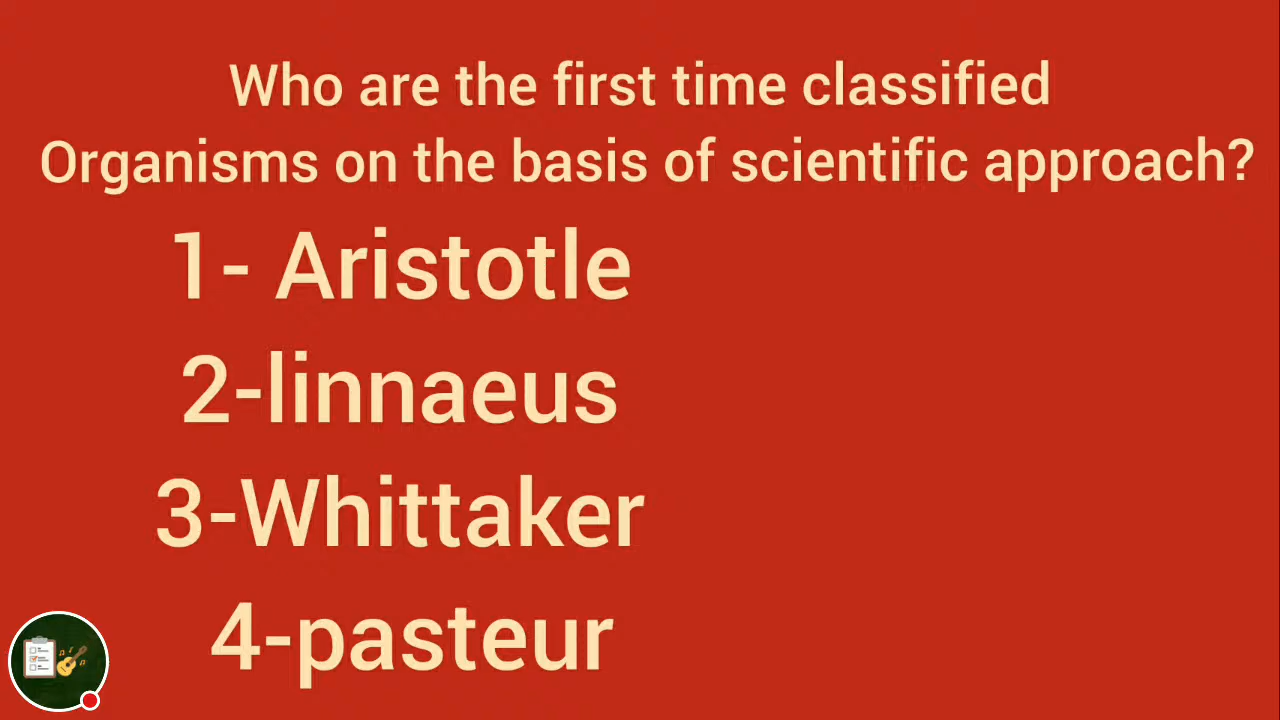 Who are the first time classified
Organisms on the basis of scientific approach?
1- Aristotle
2-linnaeus
3-Whittaker
4-pasteur